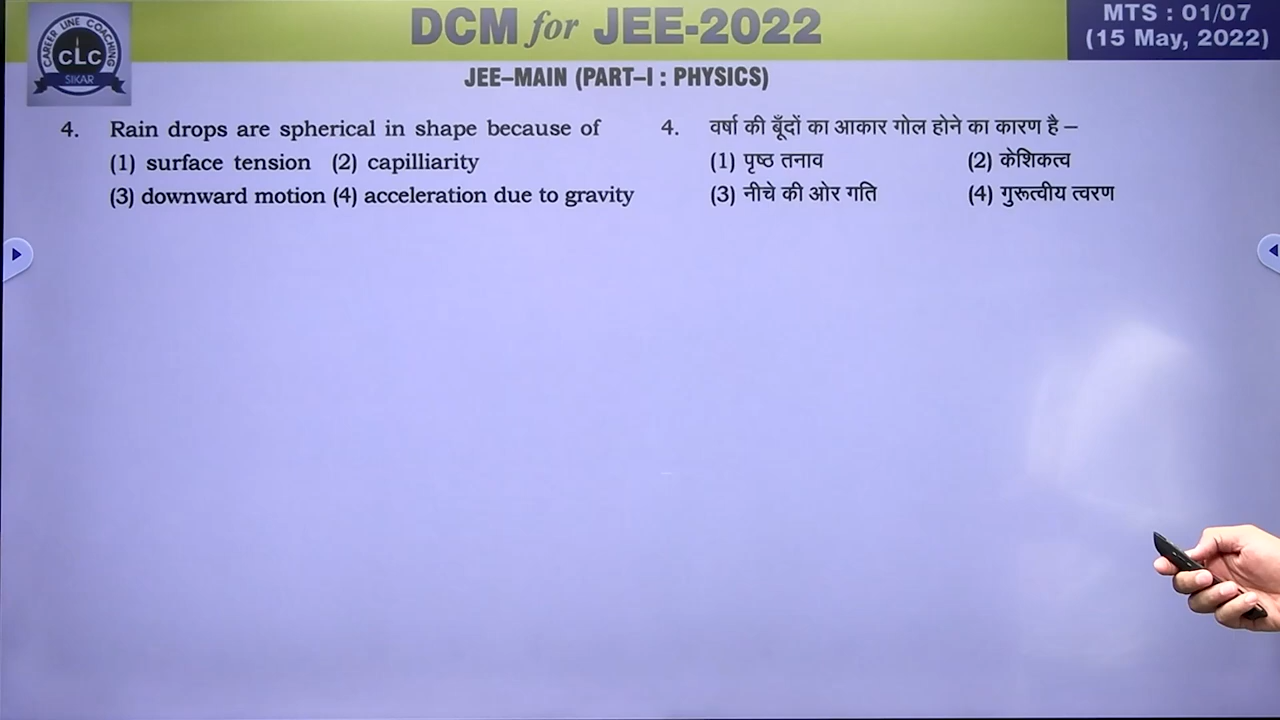 DCM for JEE-2022
MTS : 01/07
(15 May, 2022)
CAREER LINE COACHING
CLC
SIKAR
JEE–MAIN (PART–I : PHYSICS)
4. Rain drops are spherical in shape because of
(1) surface tension (2) capilliarity
(3) downward motion (4) acceleration due to gravity
4. वर्षा की बूँदों का आकार गोल होने का कारण है –
(1) पृष्ठ तनाव (2) केशिकत्व
(3) नीचे की ओर गति (4) गुरूत्वीय त्वरण